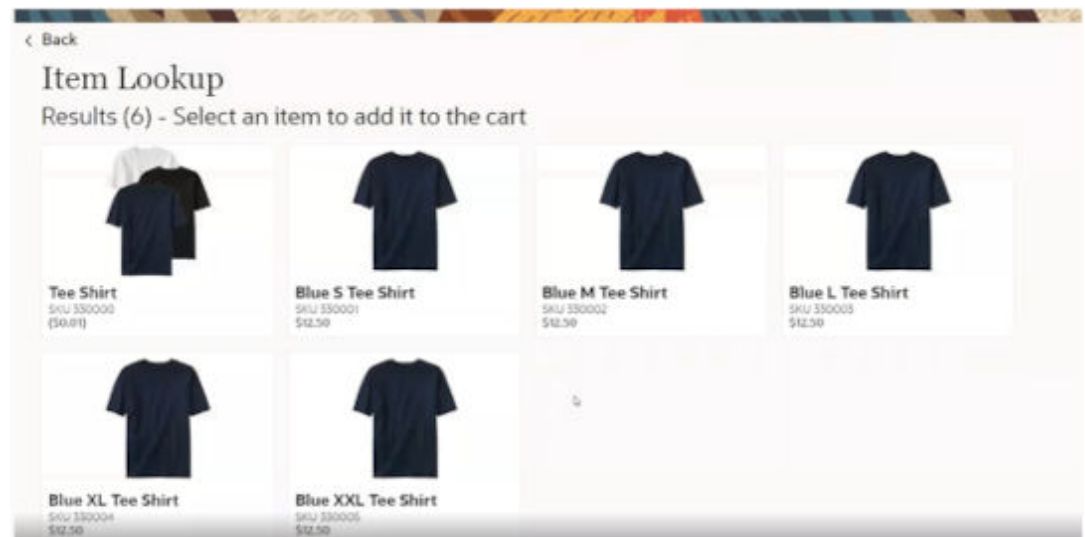 Back
Item Lookup
Results (6) - Select an item to add it to the cart
Tee Shirt
SKU 330000
($0.01)
Blue S Tee Shirt
SKU 330001
$12.50
Blue M Tee Shirt
SKU 330002
$12.50
Blue L Tee Shirt
SKU 330003
$12.50
Blue XL Tee Shirt
SKU 330004
$12.50
Blue XXL Tee Shirt
SKU 330005
$12.50